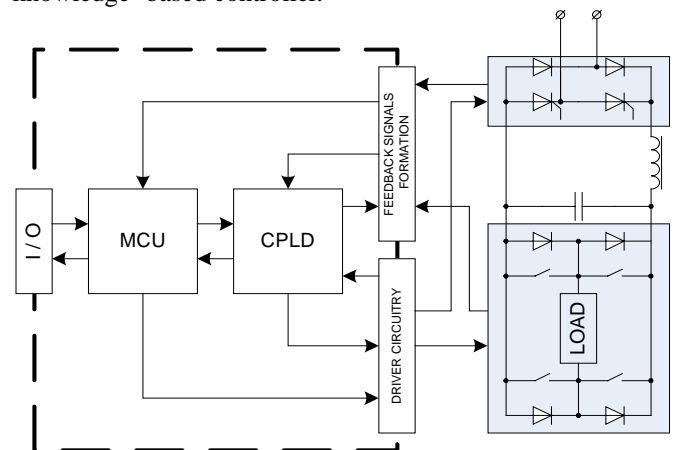 knowledge- based controller.
FEEDBACK SIGNALS
FORMATION
I / O
MCU
CPLD
DRIVER CIRCUITRY
LOAD